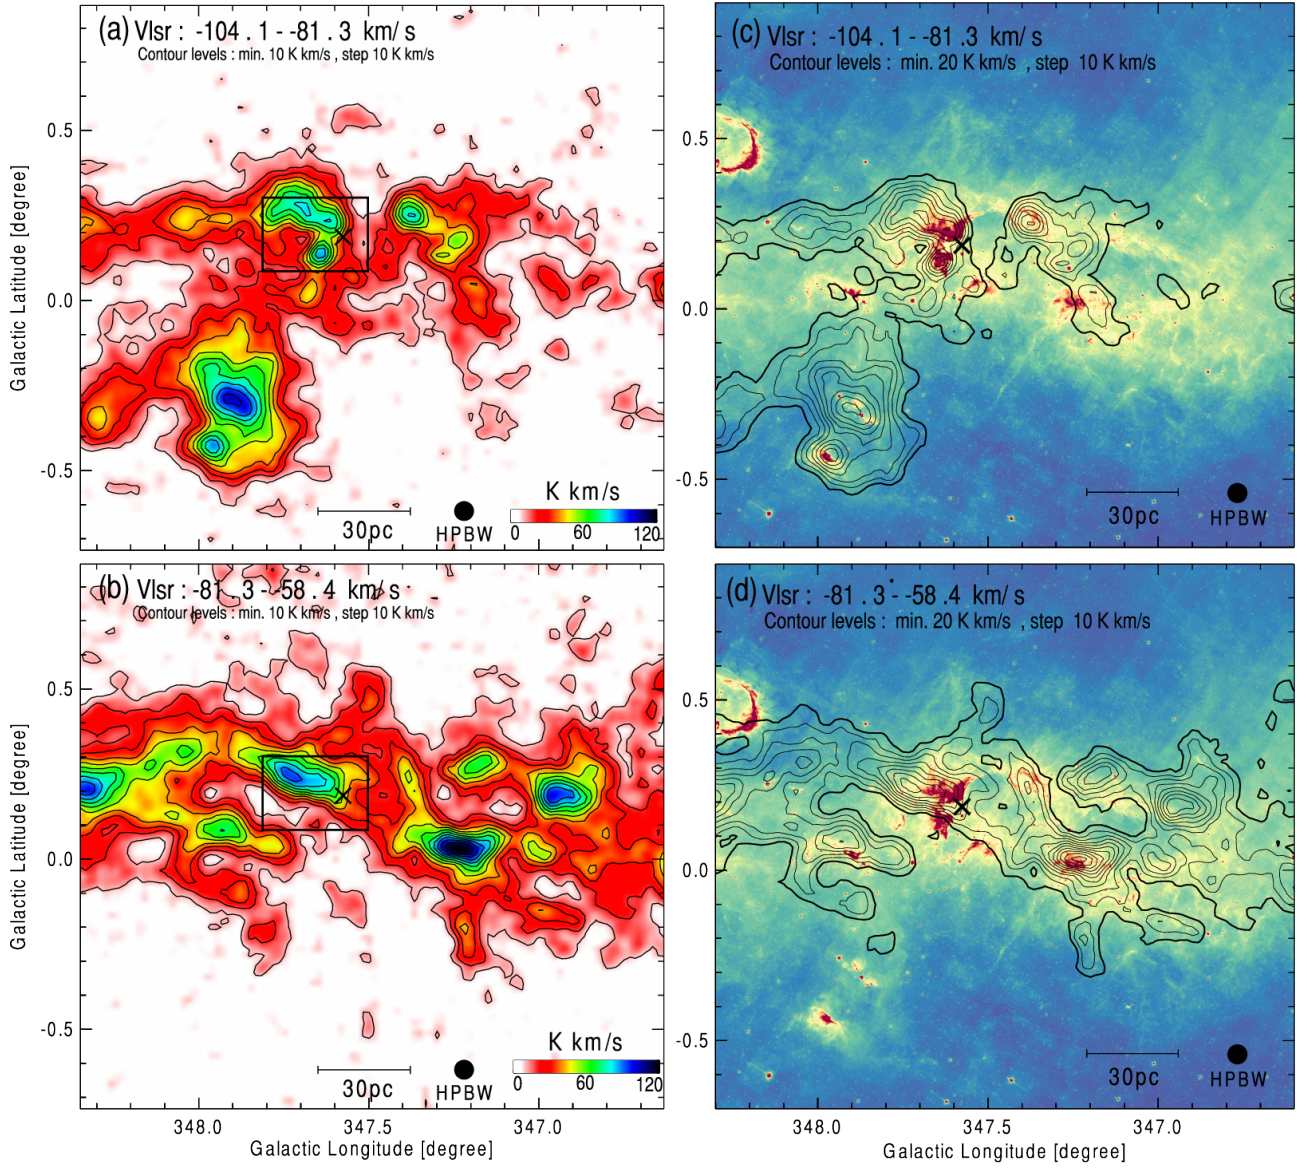 (a) Vlsr : -104 . 1 - -81 . 3 km/ s
Contour levels : min. 10 K km/s , step 10 K km/s
0.5
0.0
-0.5
Galactic Latitude [degree]
30pc
HPBW
K km/s
0 60 120
(c) Vlsr : -104 . 1 - -81 .3 km/ s
Contour levels : min. 20 K km/s , step 10 K km/s
0.5
0.0
-0.5
30pc
HPBW
(b) Vlsr : -81 . 3 - -58 . 4 km/ s
Contour levels : min. 10 K km/s , step 10 K km/s
0.5
0.0
-0.5
Galactic Latitude [degree]
30pc
HPBW
K km/s
0 60 120
348.0 347.5 347.0
Galactic Longitude [degree]
(d) Vlsr : -81 . 3 - -58 . 4 km/ s
Contour levels : min. 20 K km/s , step 10 K km/s
0.5
0.0
-0.5
30pc
HPBW
348.0 347.5 347.0
Galactic Longitude [degree]